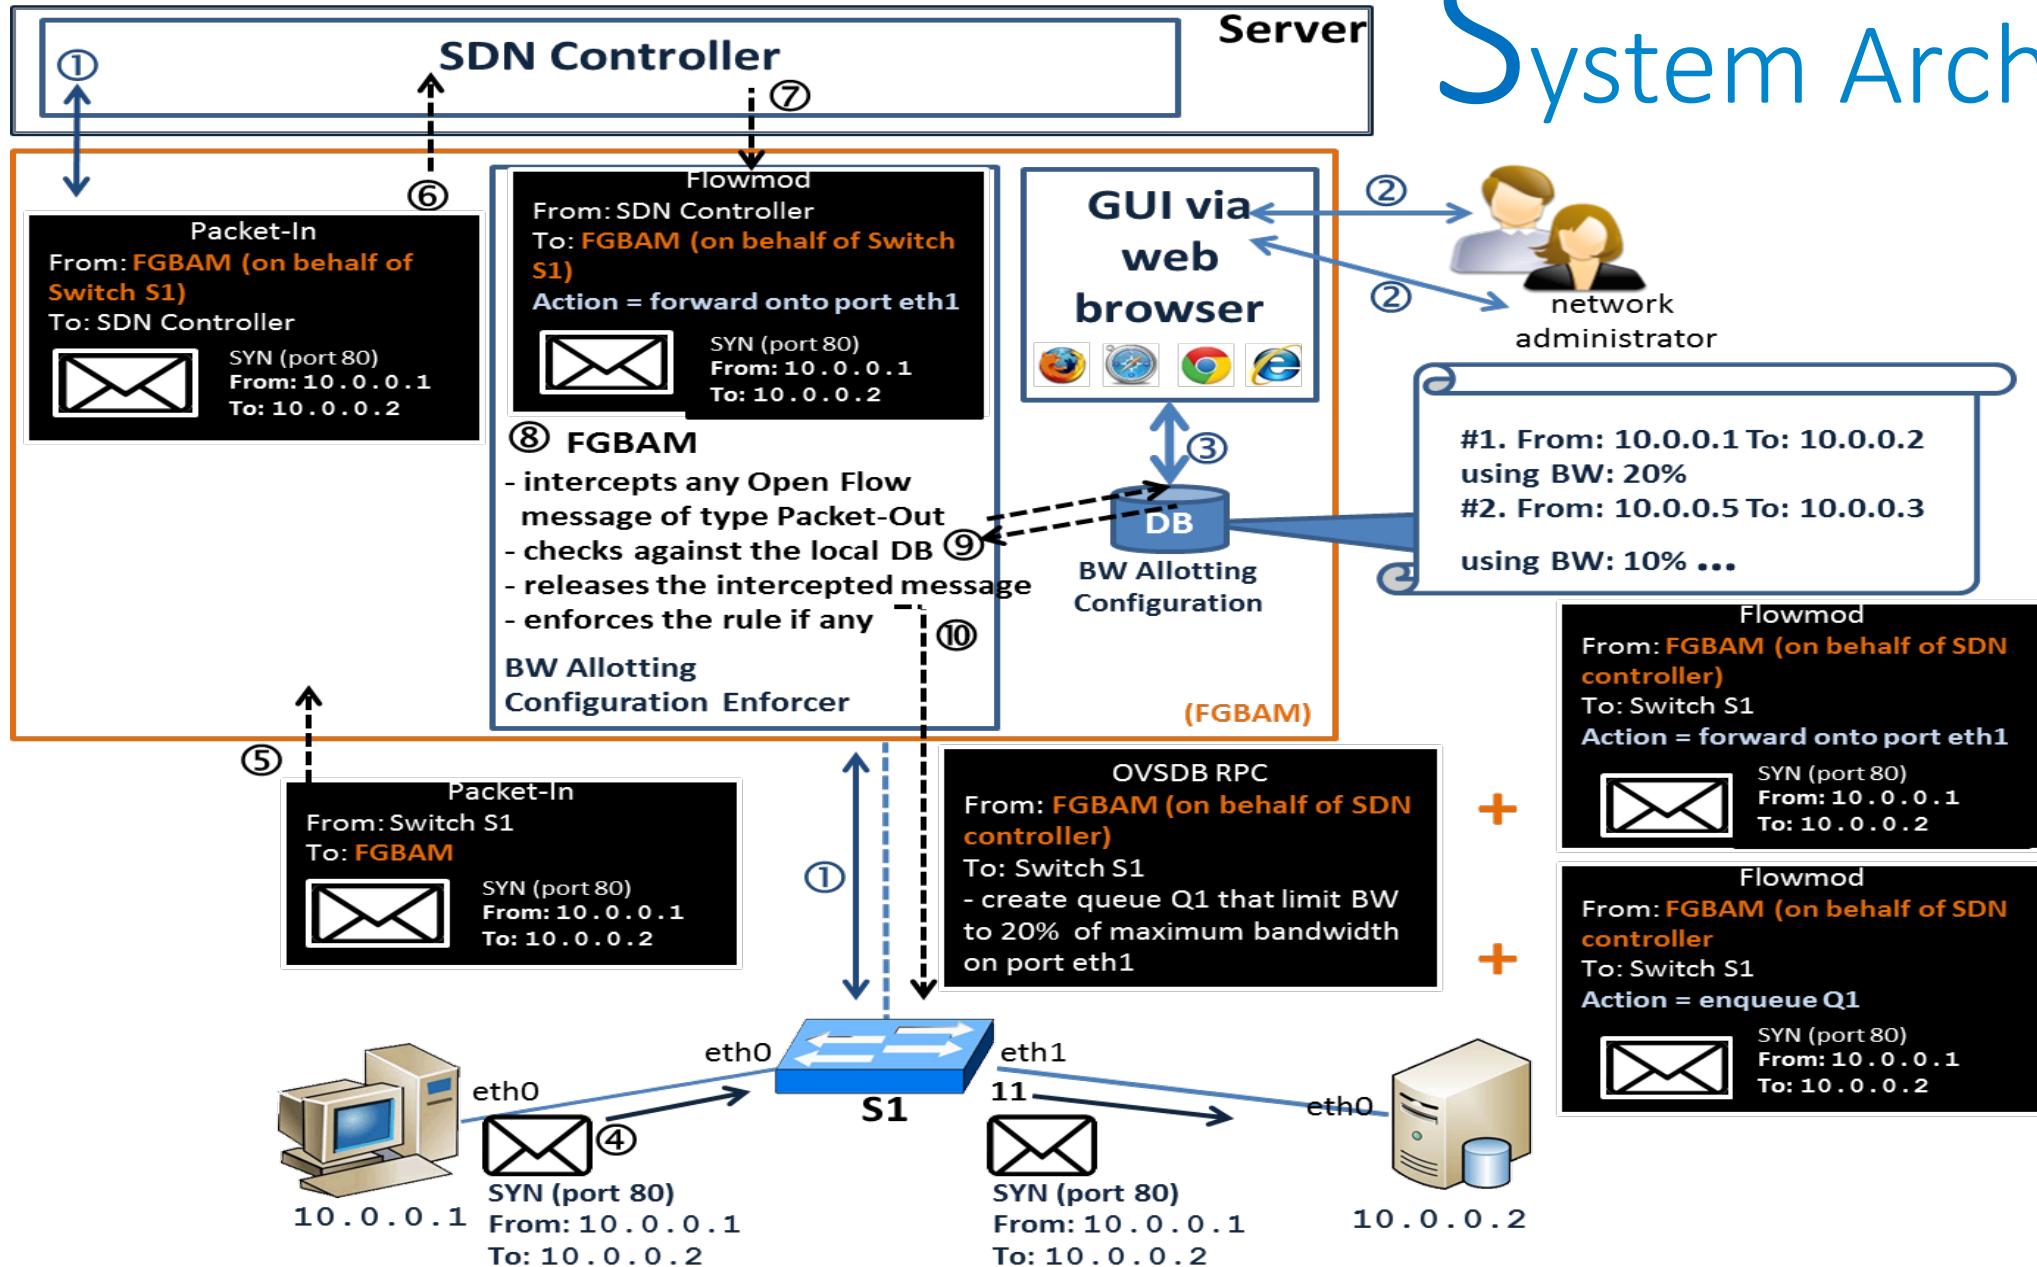 Server
System Arch
SDN Controller
①
⑦
⑥
Packet-In
From: FGBAM (on behalf of
Switch S1)
To: SDN Controller
SYN (port 80)
From: 10.0.0.1
To: 10.0.0.2
Flowmod
From: SDN Controller
To: FGBAM (on behalf of Switch
S1)
Action = forward onto port eth1
SYN (port 80)
From: 10.0.0.1
To: 10.0.0.2
⑧ FGBAM
- intercepts any Open Flow
message of type Packet-Out
- checks against the local DB ⑨
- releases the intercepted message
- enforces the rule if any
⑩
BW Allotting
Configuration Enforcer
GUI via
web
browser
②
②
network
administrator
③
DB
BW Allotting
Configuration
(FGBAM)
#1. From: 10.0.0.1 To: 10.0.0.2
using BW: 20%
#2. From: 10.0.0.5 To: 10.0.0.3
using BW: 10% ...
⑤
Packet-In
From: Switch S1
To: FGBAM
SYN (port 80)
From: 10.0.0.1
To: 10.0.0.2
①
OVSDB RPC
From: FGBAM (on behalf of SDN
controller)
To: Switch S1
- create queue Q1 that limit BW
to 20% of maximum bandwidth
on port eth1
+
+
Flowmod
From: FGBAM (on behalf of SDN
controller)
To: Switch S1
Action = forward onto port eth1
SYN (port 80)
From: 10.0.0.1
To: 10.0.0.2
Flowmod
From: FGBAM (on behalf of SDN
controller
To: Switch S1
Action = enqueue Q1
SYN (port 80)
From: 10.0.0.1
To: 10.0.0.2
eth0
eth1
eth0
S1
11
eth0
④
SYN (port 80)
From: 10.0.0.1
To: 10.0.0.2
10.0.0.1
SYN (port 80)
From: 10.0.0.1
To: 10.0.0.2
10.0.0.2